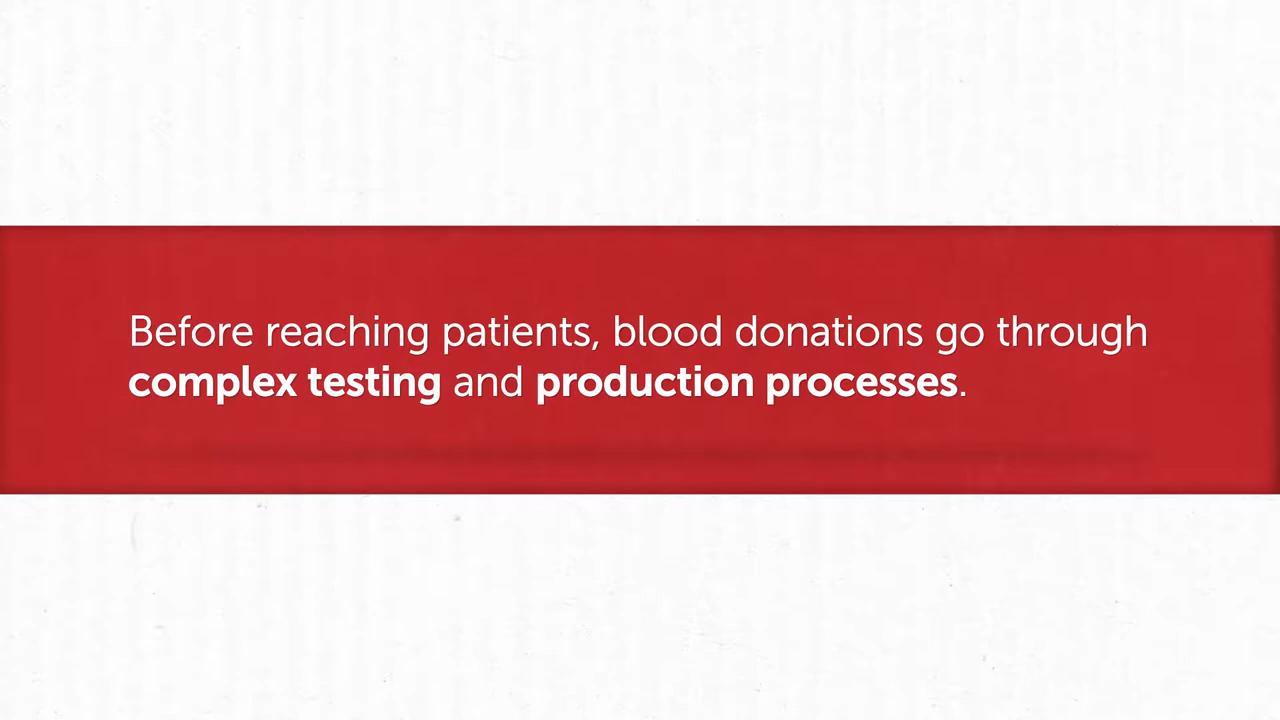 Before reaching patients, blood donations go through
complex testing and production processes.